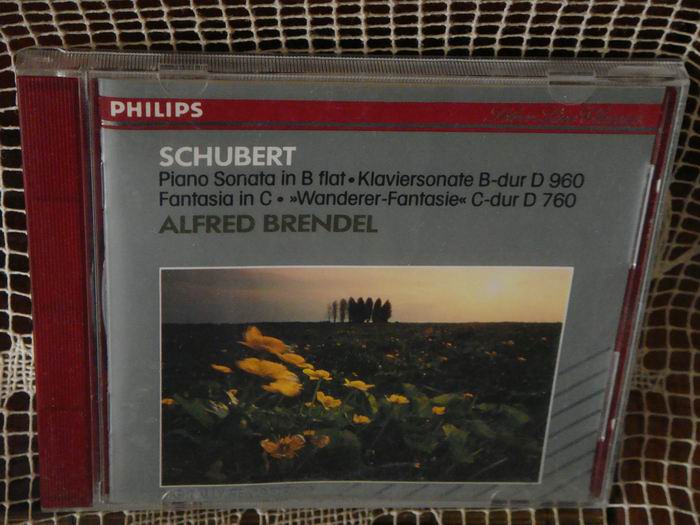 PHILIPS
SCHUBERT
Piano Sonata in B flat • Klaviersonate B-dur D 960
Fantasia in C • »Wanderer-Fantasie« C-dur D 760
ALFRED BRENDEL